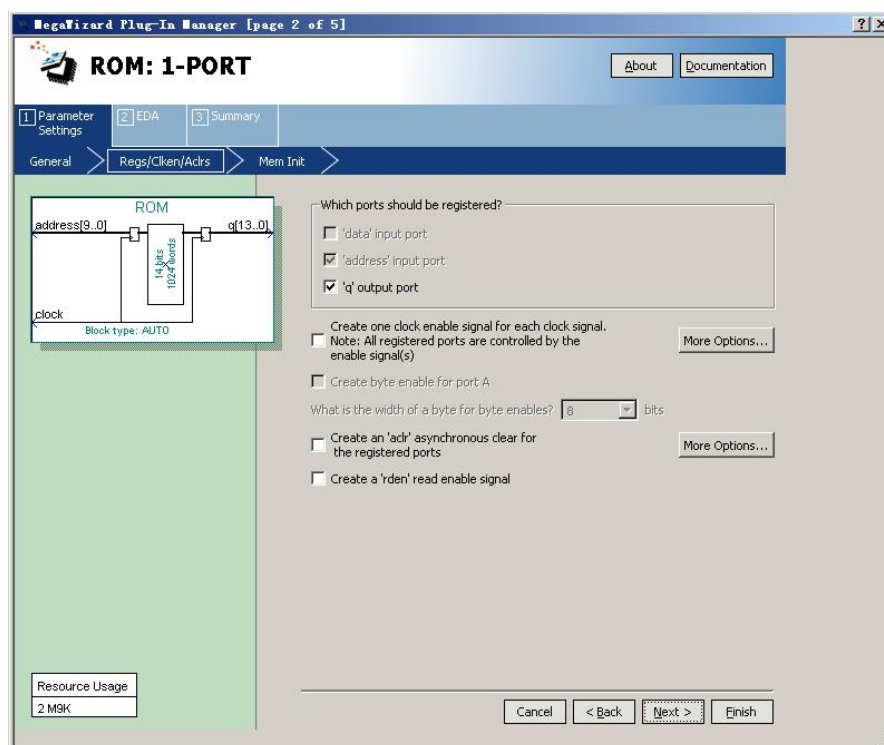 MegaWizard Plug-In Manager [page 2 of 5]
ROM: 1-PORT
About
Documentation
1 Parameter Settings
2 EDA
3 Summary
General
Regs/Clken/Aclrs
Mem Init
ROM
address[9..0]
q[13..0]
14 bits
1024 words
clock
Block type: AUTO
Which ports should be registered?
'data' input port
'address' input port
'q' output port
Create one clock enable signal for each clock signal.
Note: All registered ports are controlled by the
enable signal(s)
More Options...
Create byte enable for port A
What is the width of a byte for byte enables? 8 bits
Create an 'aclr' asynchronous clear for
the registered ports
More Options...
Create a 'rden' read enable signal
Resource Usage
2 M9K
Cancel
< Back
Next >
Finish